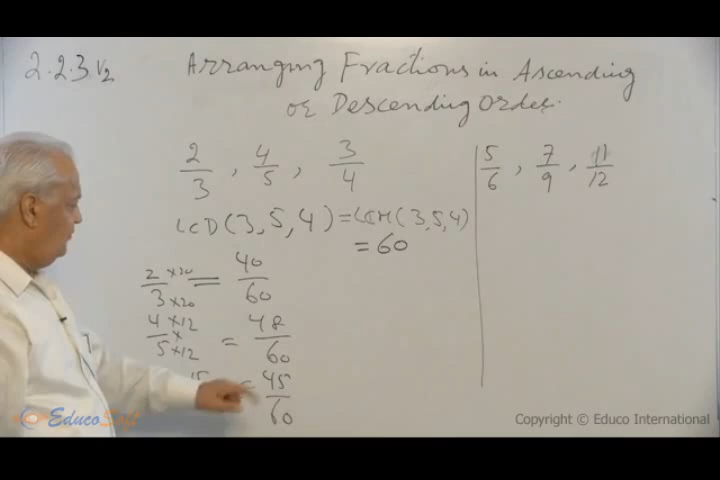 2.2.3 V2
Arranging Fractions in Ascending
or Descending Order.
2/3 , 4/5 , 3/4
LCD(3,5,4) = LCM(3,5,4)
= 60
2×20/3×20 = 40/60
4×12/5×12 = 48/60
15 = 45/60
5/6 , 7/9 , 11/12
EducoSoft
Copyright © Educo International